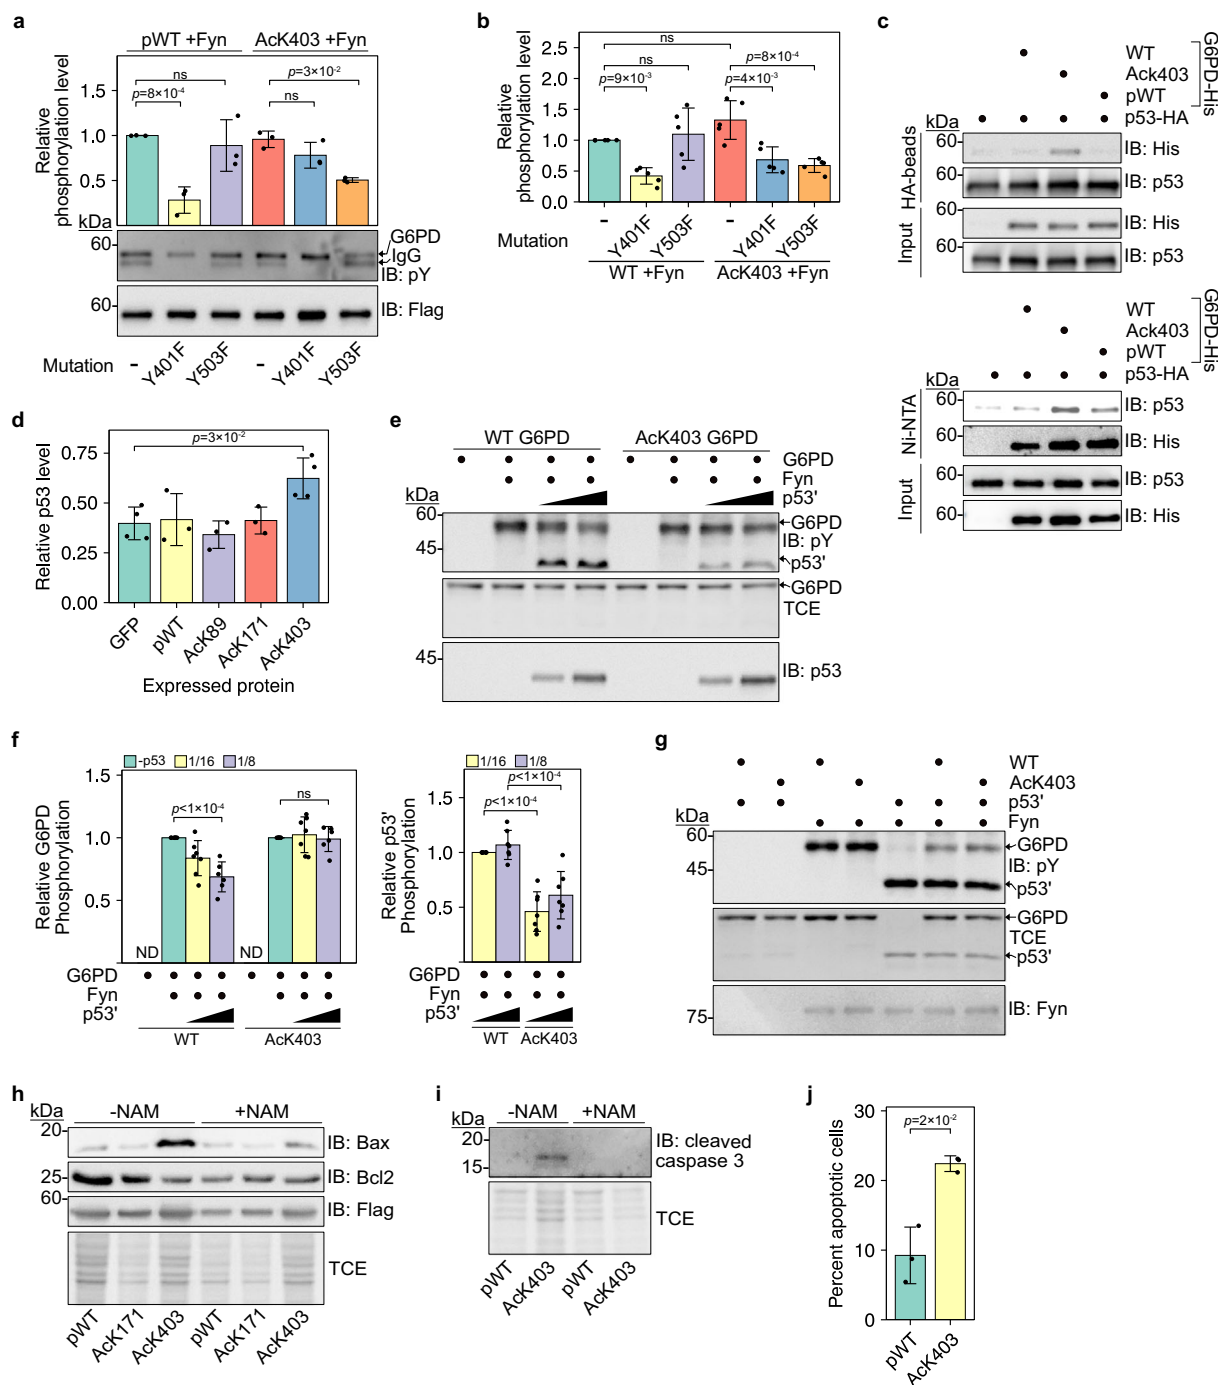 a
pWT +Fyn
AcK403 +Fyn
Relative
phosphorylation level
1.5
1.0
0.5
ns
p=8×10-4
p=3×10-2
ns
kDa
60
G6PD
IgG
IB: pY
60
IB: Flag
Mutation
-
Y401F
Y503F
-
Y401F
Y503F
b
Relative
phosphorylation level
2.5
2.0
1.5
1.0
0.5
0.0
ns
ns
p=9×10-3
p=8×10-4
p=4×10-3
Mutation
-
Y401F
Y503F
-
Y401F
Y503F
WT +Fyn
AcK403 +Fyn
c
WT
Ack403
pWT
G6PD-His
p53-HA
kDa
HA-beads
60
IB: His
60
IB: p53
Input
60
IB: His
60
IB: p53
WT
Ack403
pWT
G6PD-His
p53-HA
kDa
Ni-NTA
60
IB: p53
60
IB: His
Input
60
IB: p53
60
IB: His
d
Relative p53 level
0.75
0.50
0.25
0.00
p=3×10-2
GFP
pWT
AcK89
AcK171
AcK403
Expressed protein
e
WT G6PD
AcK403 G6PD
G6PD
Fyn
p53'
kDa
60
45
G6PD
IB: pY
p53'
G6PD
TCE
45
IB: p53
f
-p53
1/16
1/8
Relative G6PD
Phosphorylation
1.5
1.0
0.5
0.0
p<1×10-4
ns
ND
ND
G6PD
Fyn
p53'
WT
AcK403
1/16
1/8
Relative p53'
Phosphorylation
1.5
1.0
0.5
0.0
p<1×10-4
p<1×10-4
G6PD
Fyn
p53'
WT
AcK403
g
WT
AcK403
p53'
Fyn
kDa
60
45
G6PD
IB: pY
p53'
G6PD
TCE
p53'
75
IB: Fyn
h
-NAM
+NAM
kDa
20
IB: Bax
25
IB: Bcl2
60
IB: Flag
TCE
pWT
AcK171
AcK403
pWT
AcK171
AcK403
i
-NAM
+NAM
kDa
20
15
IB: cleaved
caspase 3
TCE
pWT
AcK403
pWT
AcK403
j
Percent apoptotic cells
30
20
10
0
p=2×10-2
pWT
AcK403